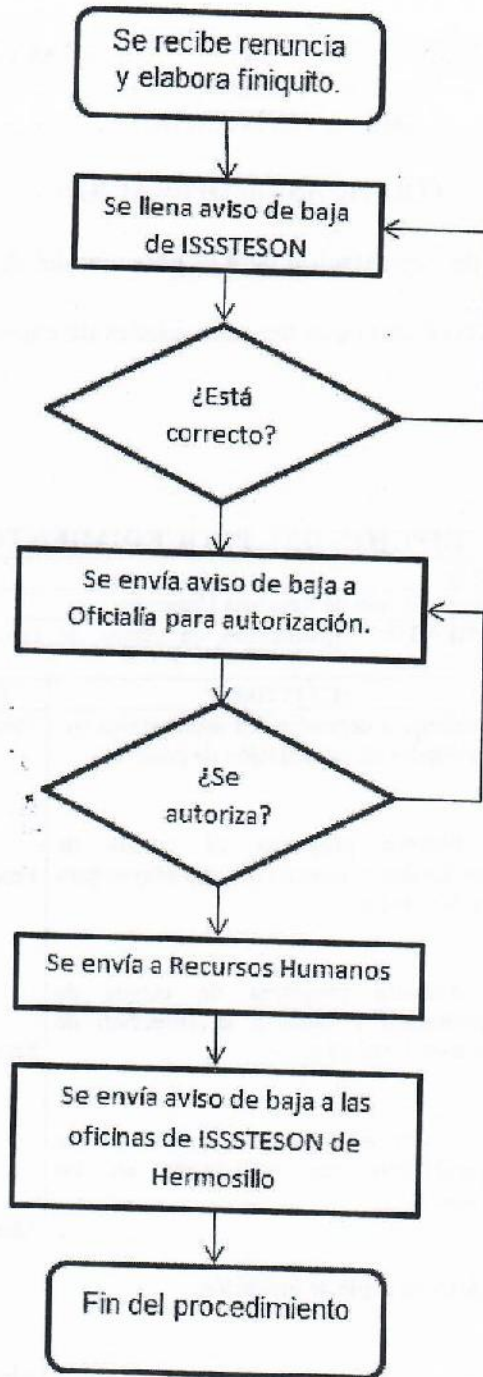 Se recibe renuncia
y elabora finiquito.
Se llena aviso de baja
de ISSSTESON
¿Está
correcto?
Se envía aviso de baja a
Oficialía para autorización.
¿Se
autoriza?
Se envía a Recursos Humanos
Se envía aviso de baja a las
oficinas de ISSSTESON de
Hermosillo
Fin del procedimiento